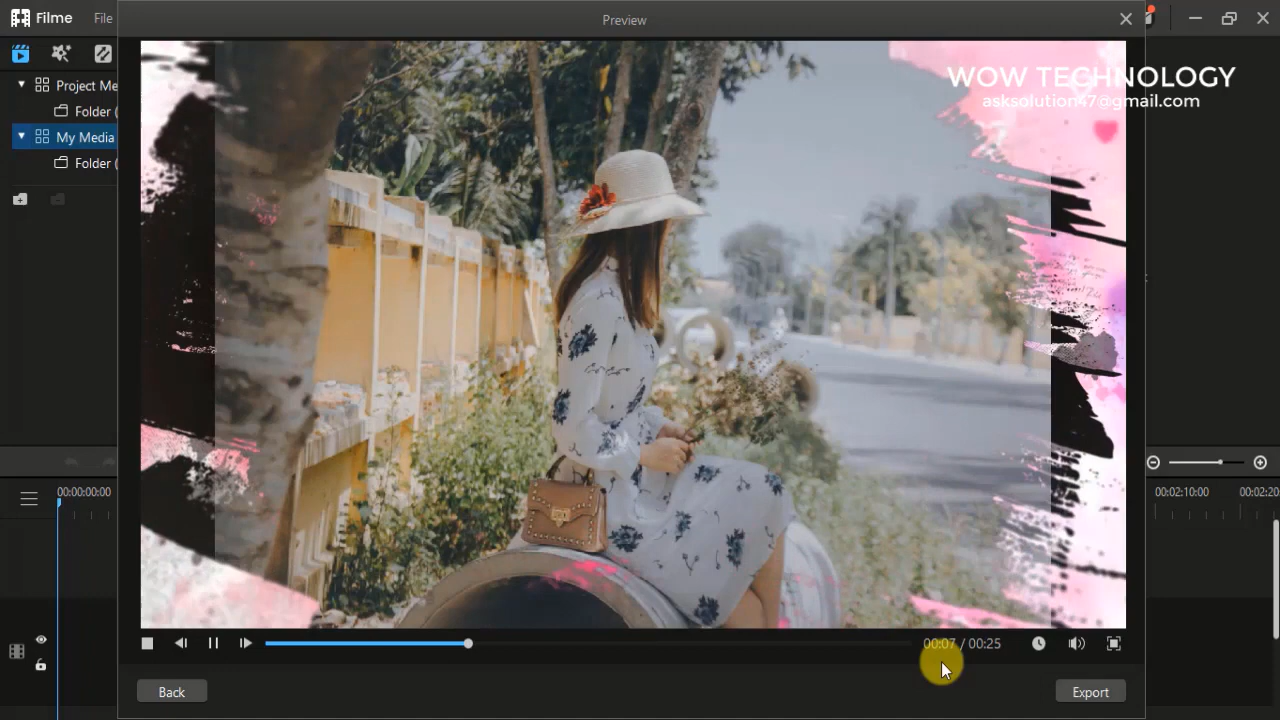 Filme
File
Preview
WOW TECHNOLOGY
asksolution47@gmail.com
Project Me
Folder (
My Media
Folder (
00:00:00:00
00:02:10:00
00:02:20
00:07 / 00:25
Back
Export